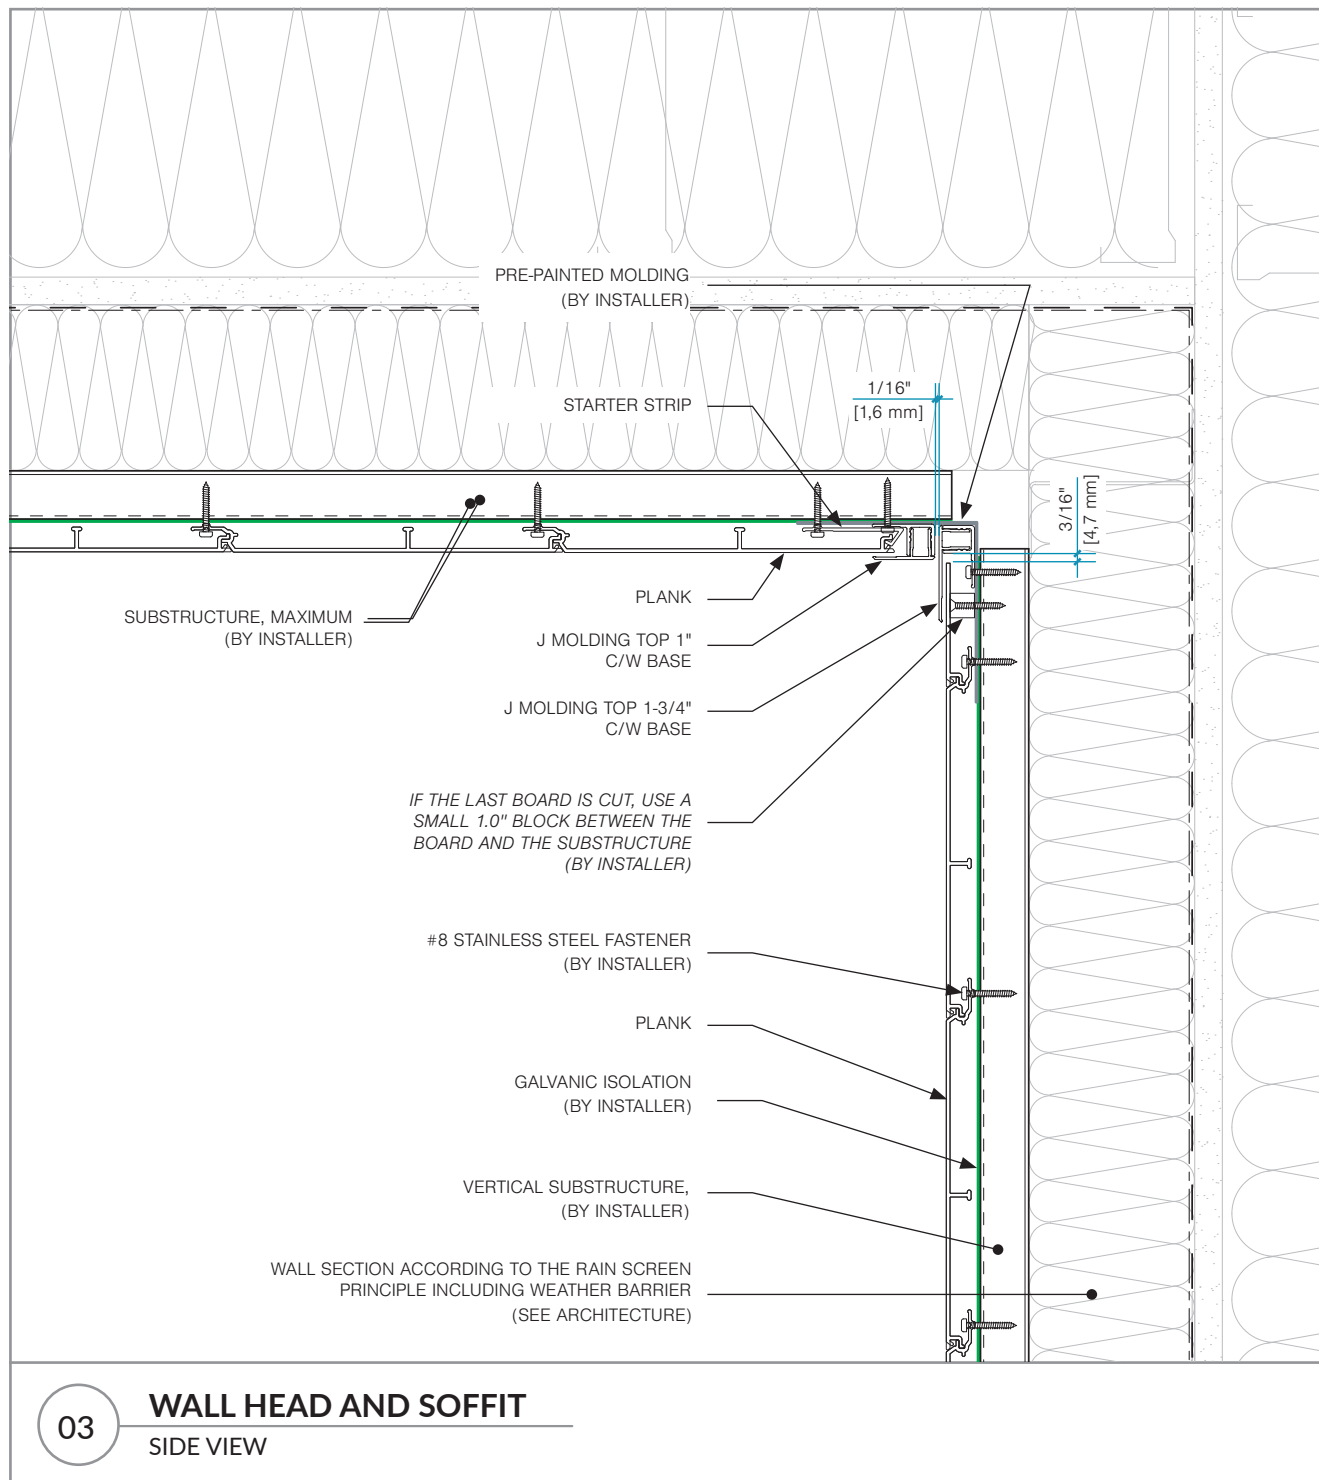 PRE-PAINTED MOLDING
(BY INSTALLER)
1/16"
[1,6 mm]
STARTER STRIP
3/16"
[4,7 mm]
PLANK
SUBSTRUCTURE, MAXIMUM
(BY INSTALLER)
J MOLDING TOP 1"
C/W BASE
J MOLDING TOP 1-3/4"
C/W BASE
IF THE LAST BOARD IS CUT, USE A
SMALL 1.0" BLOCK BETWEEN THE
BOARD AND THE SUBSTRUCTURE
(BY INSTALLER)
#8 STAINLESS STEEL FASTENER
(BY INSTALLER)
PLANK
GALVANIC ISOLATION
(BY INSTALLER)
VERTICAL SUBSTRUCTURE,
(BY INSTALLER)
WALL SECTION ACCORDING TO THE RAIN SCREEN
PRINCIPLE INCLUDING WEATHER BARRIER
(SEE ARCHITECTURE)
03
WALL HEAD AND SOFFIT
SIDE VIEW